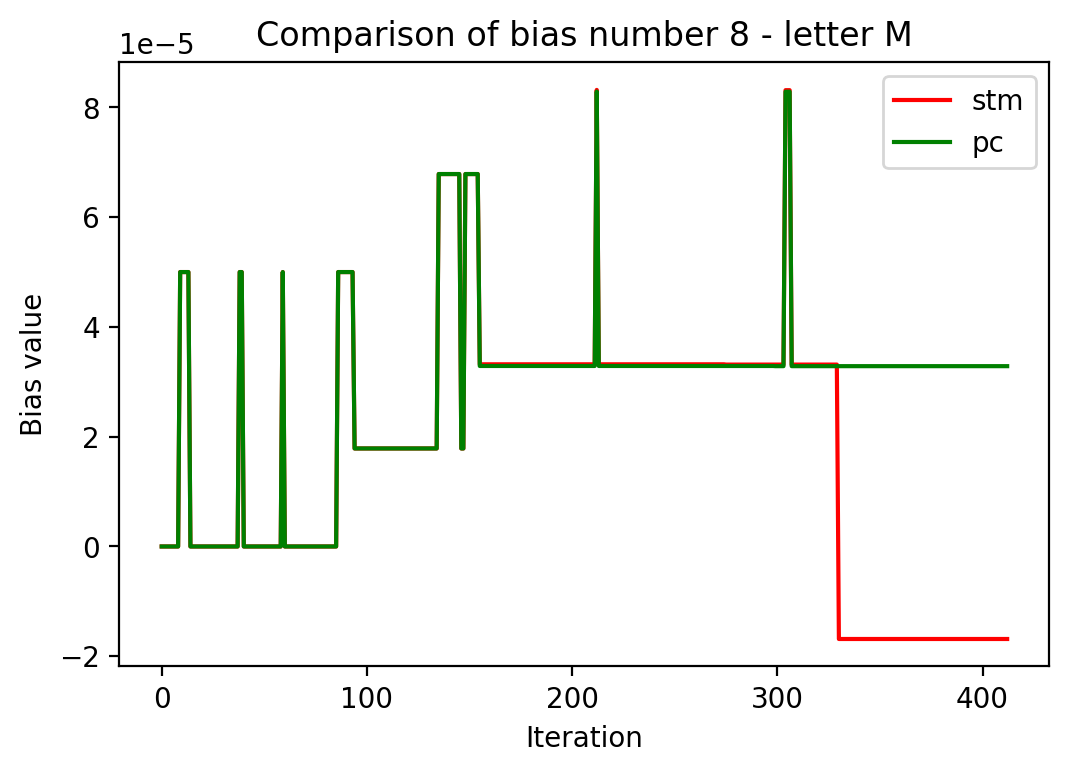 Comparison of bias number 8 - letter M
1e−5
8
6
4
2
0
−2
Bias value
0 100 200 300 400
Iteration
stm
pc